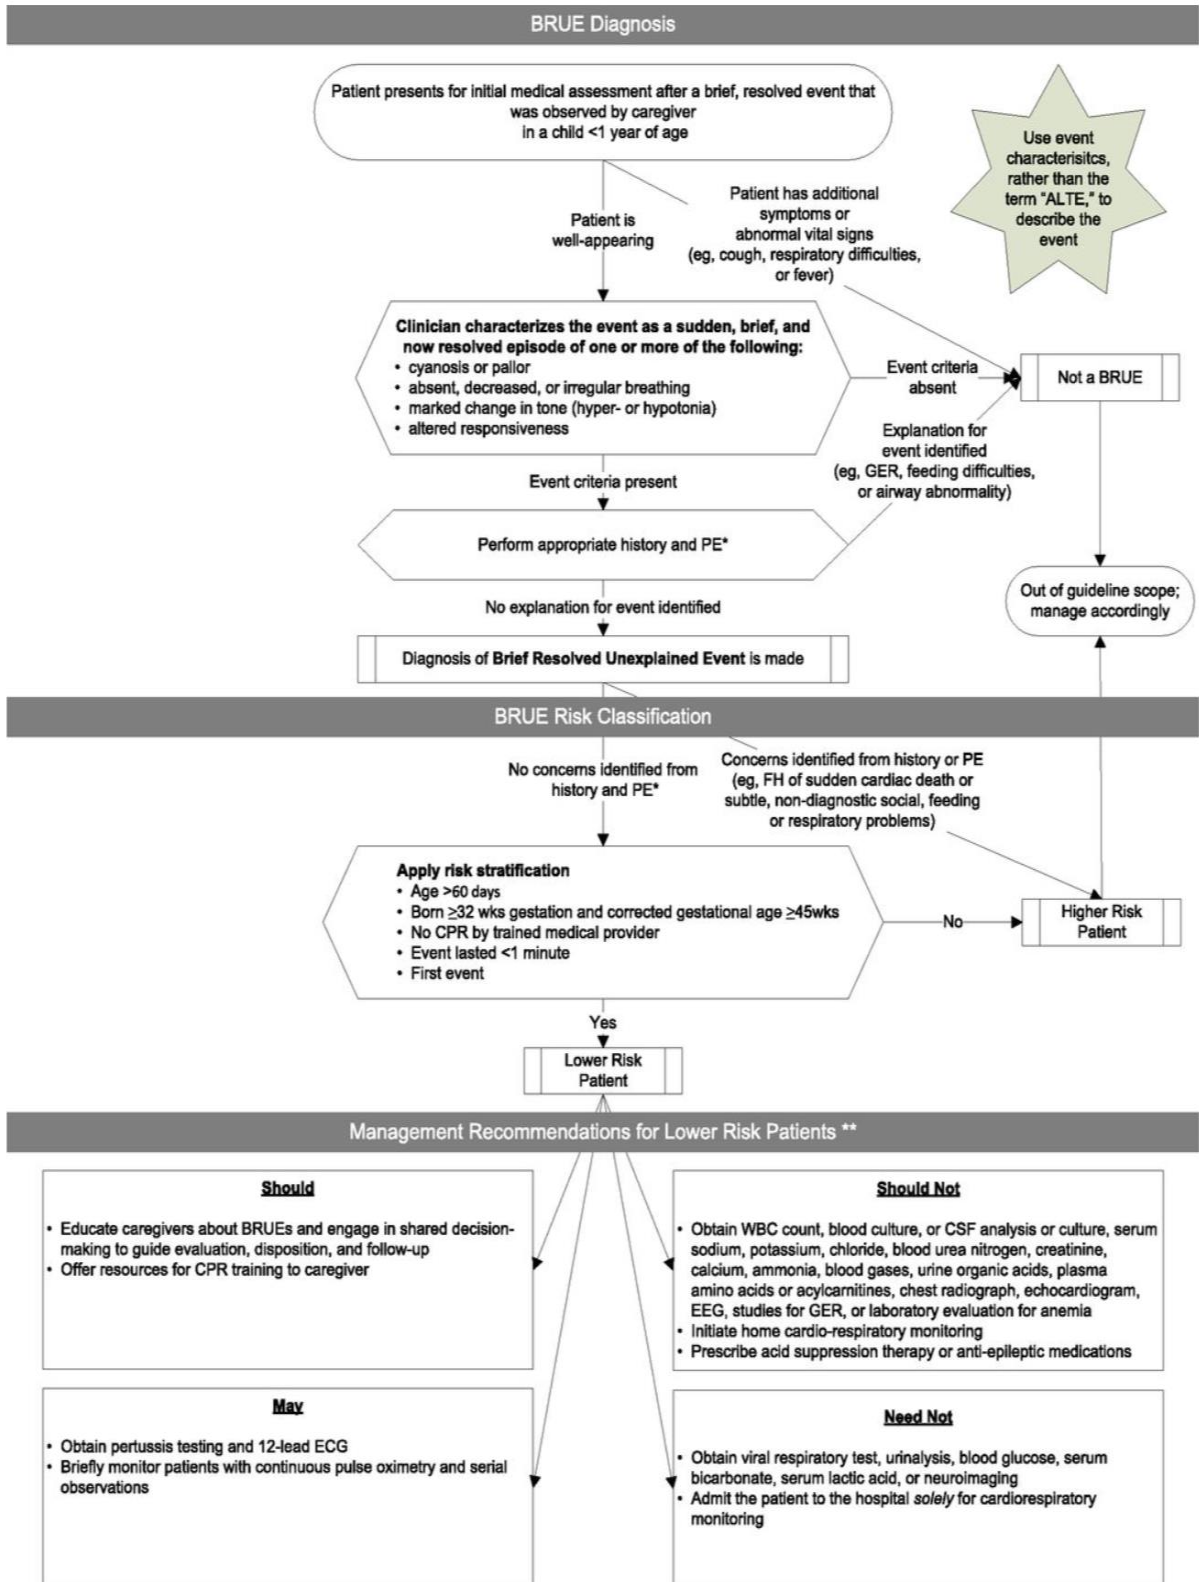 BRUE Diagnosis
Patient presents for initial medical assessment after a brief, resolved event that
was observed by caregiver
in a child <1 year of age
Use event
characterisitcs,
rather than the
term "ALTE," to
describe the
event
Patient is
well-appearing
Patient has additional
symptoms or
abnormal vital signs
(eg, cough, respiratory difficulties,
or fever)
Clinician characterizes the event as a sudden, brief, and
now resolved episode of one or more of the following:
• cyanosis or pallor
• absent, decreased, or irregular breathing
• marked change in tone (hyper- or hypotonia)
• altered responsiveness
Event criteria
absent
Not a BRUE
Explanation for
event identified
(eg, GER, feeding difficulties,
or airway abnormality)
Event criteria present
Perform appropriate history and PE*
Out of guideline scope;
manage accordingly
No explanation for event identified
Diagnosis of Brief Resolved Unexplained Event is made
BRUE Risk Classification
No concerns identified from
history and PE*
Concerns identified from history or PE
(eg, FH of sudden cardiac death or
subtle, non-diagnostic social, feeding
or respiratory problems)
Apply risk stratification
• Age >60 days
• Born ≥32 wks gestation and corrected gestational age ≥45wks
• No CPR by trained medical provider
• Event lasted <1 minute
• First event
No
Higher Risk
Patient
Yes
Lower Risk
Patient
Management Recommendations for Lower Risk Patients **
Should
• Educate caregivers about BRUEs and engage in shared decision-
making to guide evaluation, disposition, and follow-up
• Offer resources for CPR training to caregiver
Should Not
• Obtain WBC count, blood culture, or CSF analysis or culture, serum
sodium, potassium, chloride, blood urea nitrogen, creatinine,
calcium, ammonia, blood gases, urine organic acids, plasma
amino acids or acylcarnitines, chest radiograph, echocardiogram,
EEG, studies for GER, or laboratory evaluation for anemia
• Initiate home cardio-respiratory monitoring
• Prescribe acid suppression therapy or anti-epileptic medications
May
• Obtain pertussis testing and 12-lead ECG
• Briefly monitor patients with continuous pulse oximetry and serial
observations
Need Not
• Obtain viral respiratory test, urinalysis, blood glucose, serum
bicarbonate, serum lactic acid, or neuroimaging
• Admit the patient to the hospital solely for cardiorespiratory
monitoring